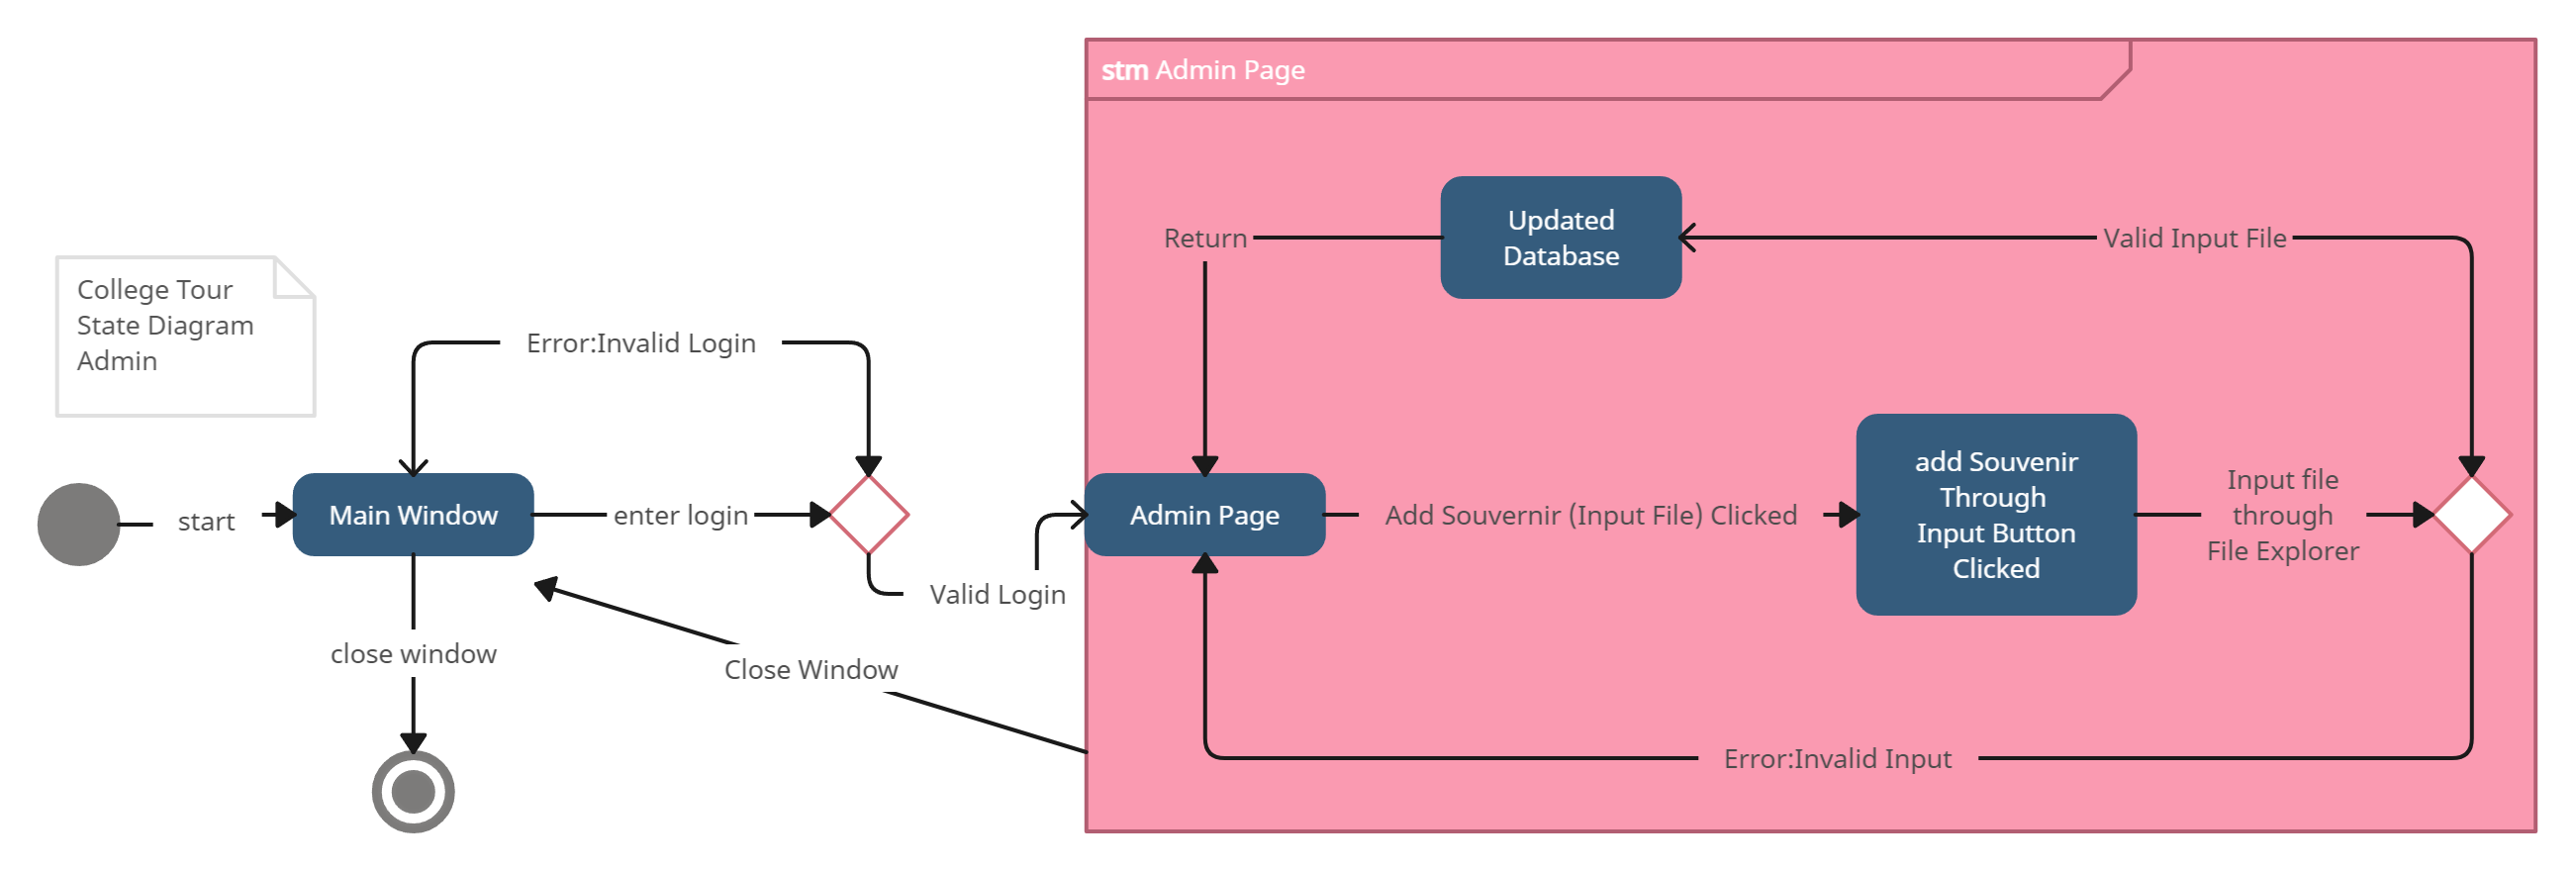 stm Admin Page
Updated
Database
Return
Valid Input File
College Tour
State Diagram
Admin
Error:Invalid Login
start
Main Window
enter login
Valid Login
Admin Page
Add Souvernir (Input File) Clicked
add Souvenir
Through
Input Button
Clicked
Input file
through
File Explorer
close window
Close Window
Error:Invalid Input